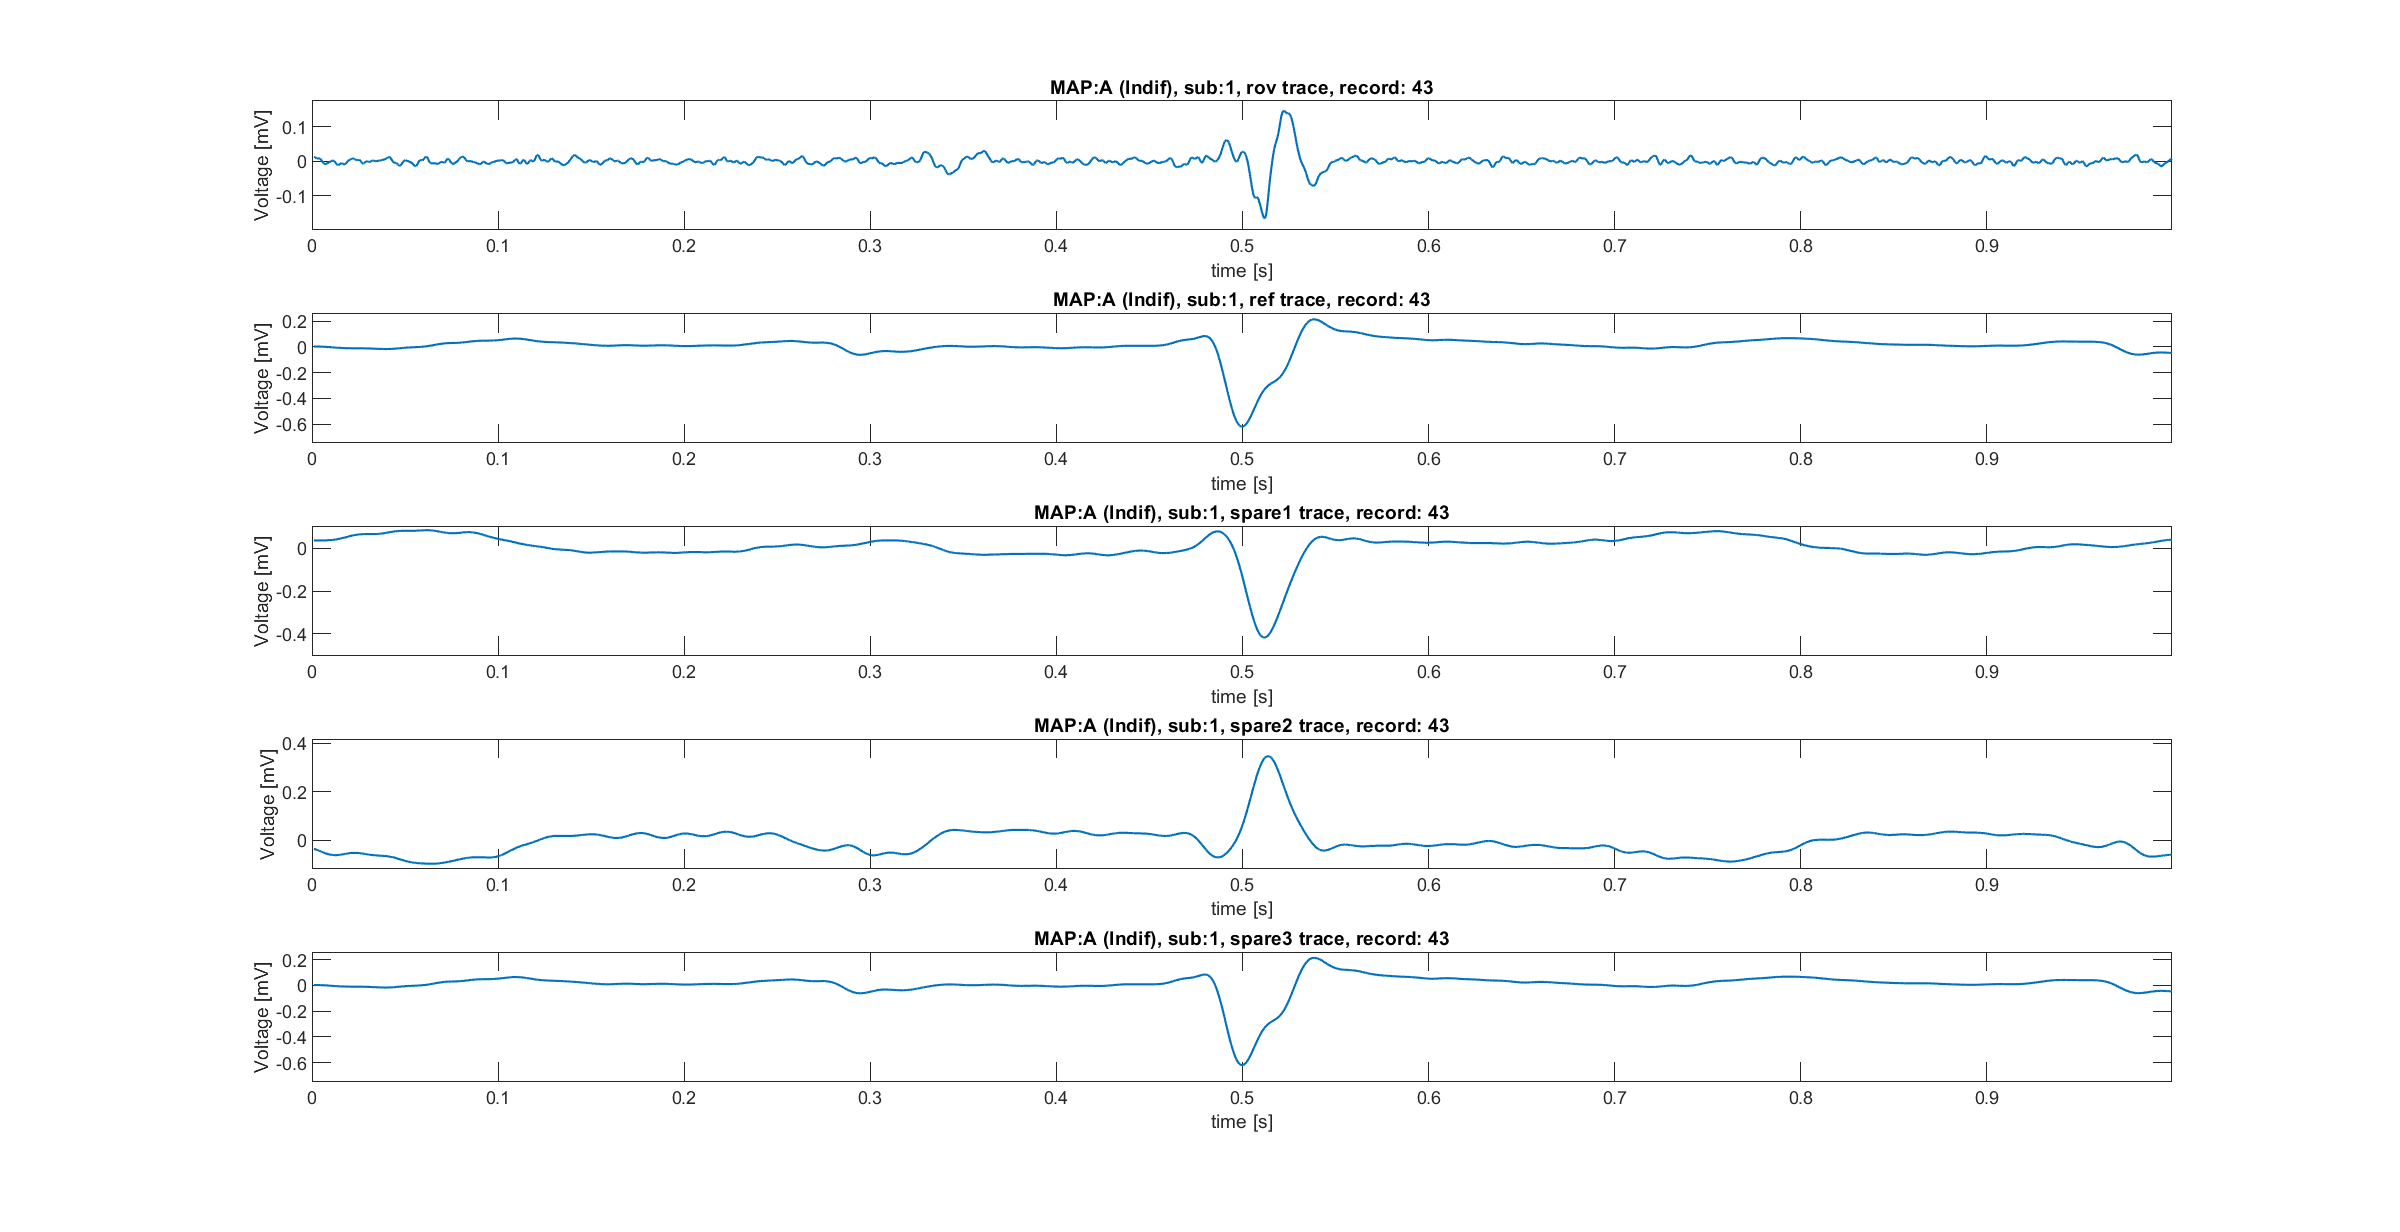 MAP:A (Indif), sub:1, rov trace, record: 43
Voltage [mV]
0.1
0
-0.1
0 0.1 0.2 0.3 0.4 0.5 0.6 0.7 0.8 0.9
time [s]
MAP:A (Indif), sub:1, ref trace, record: 43
Voltage [mV]
0.2
0
-0.2
-0.4
-0.6
0 0.1 0.2 0.3 0.4 0.5 0.6 0.7 0.8 0.9
time [s]
MAP:A (Indif), sub:1, spare1 trace, record: 43
Voltage [mV]
0
-0.2
-0.4
0 0.1 0.2 0.3 0.4 0.5 0.6 0.7 0.8 0.9
time [s]
MAP:A (Indif), sub:1, spare2 trace, record: 43
Voltage [mV]
0.4
0.2
0
0 0.1 0.2 0.3 0.4 0.5 0.6 0.7 0.8 0.9
time [s]
MAP:A (Indif), sub:1, spare3 trace, record: 43
Voltage [mV]
0.2
0
-0.2
-0.4
-0.6
0 0.1 0.2 0.3 0.4 0.5 0.6 0.7 0.8 0.9
time [s]